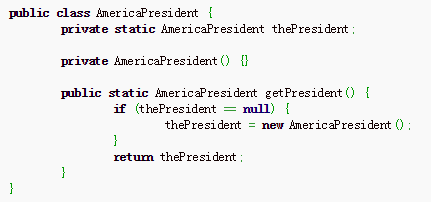 public class AmericaPresident {
        private static AmericaPresident thePresident;

        private AmericaPresident() {}

        public static AmericaPresident getPresident() {
                if (thePresident == null) {
                        thePresident = new AmericaPresident();
                }
                return thePresident;
        }
}